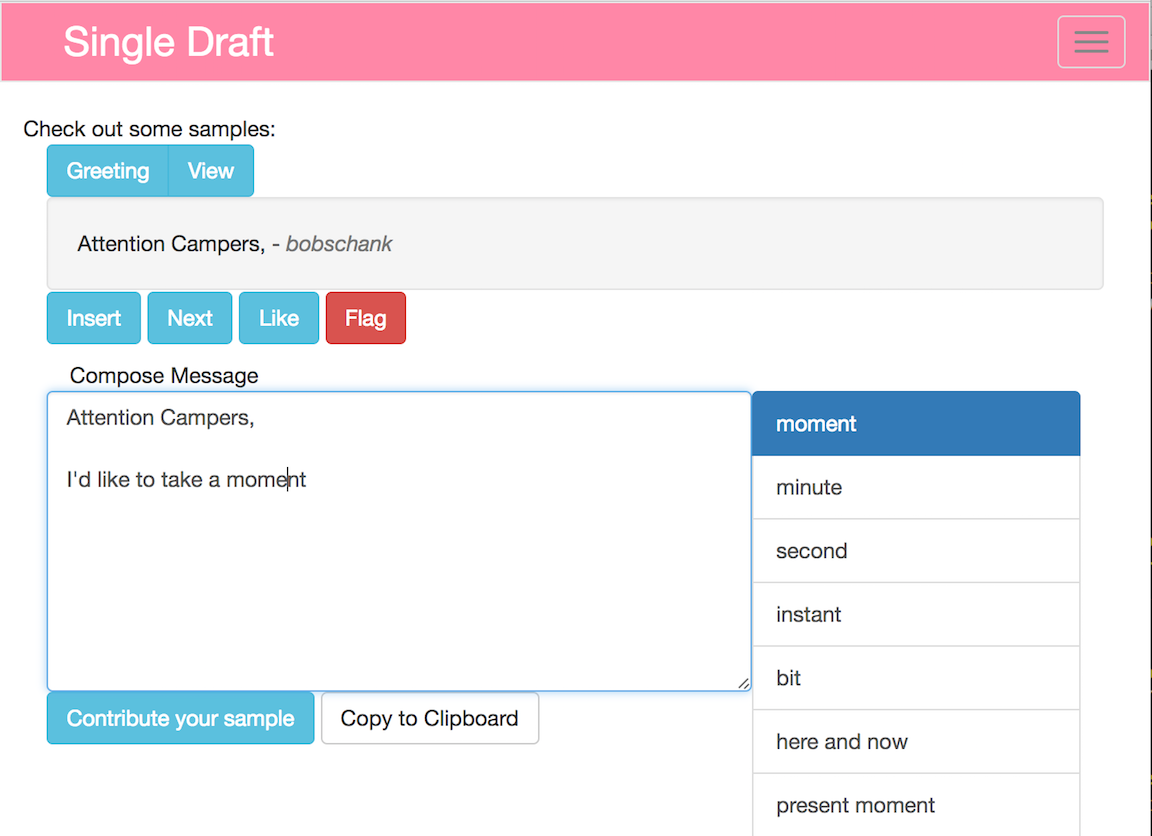 Single Draft
Check out some samples:
Greeting View
Attention Campers, - bobschank
Insert Next Like Flag
Compose Message
Attention Campers,
I'd like to take a moment
moment
minute
second
instant
bit
here and now
present moment
Contribute your sample Copy to Clipboard